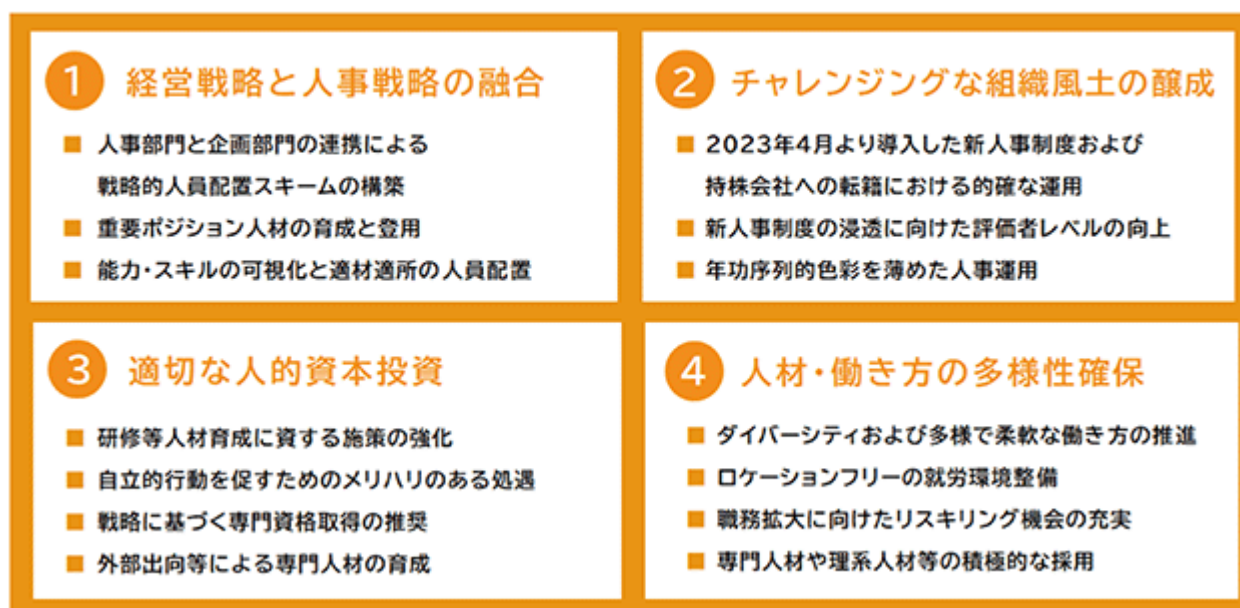 1 経営戦略と人事戦略の融合
■ 人事部門と企画部門の連携による
戦略的人員配置スキームの構築
■ 重要ポジション人材の育成と登用
■ 能力・スキルの可視化と適材適所の人員配置
2 チャレンジングな組織風土の醸成
■ 2023年4月より導入した新人事制度および
持株会社への転籍における的確な運用
■ 新人事制度の浸透に向けた評価者レベルの向上
■ 年功序列的色彩を薄めた人事運用
3 適切な人的資本投資
■ 研修等人材育成に資する施策の強化
■ 自立的行動を促すためのメリハリのある処遇
■ 戦略に基づく専門資格取得の推奨
■ 外部出向等による専門人材の育成
4 人材・働き方の多様性確保
■ ダイバーシティおよび多様で柔軟な働き方の推進
■ ロケーションフリーの就労環境整備
■ 職務拡大に向けたリスキリング機会の充実
■ 専門人材や理系人材等の積極的な採用